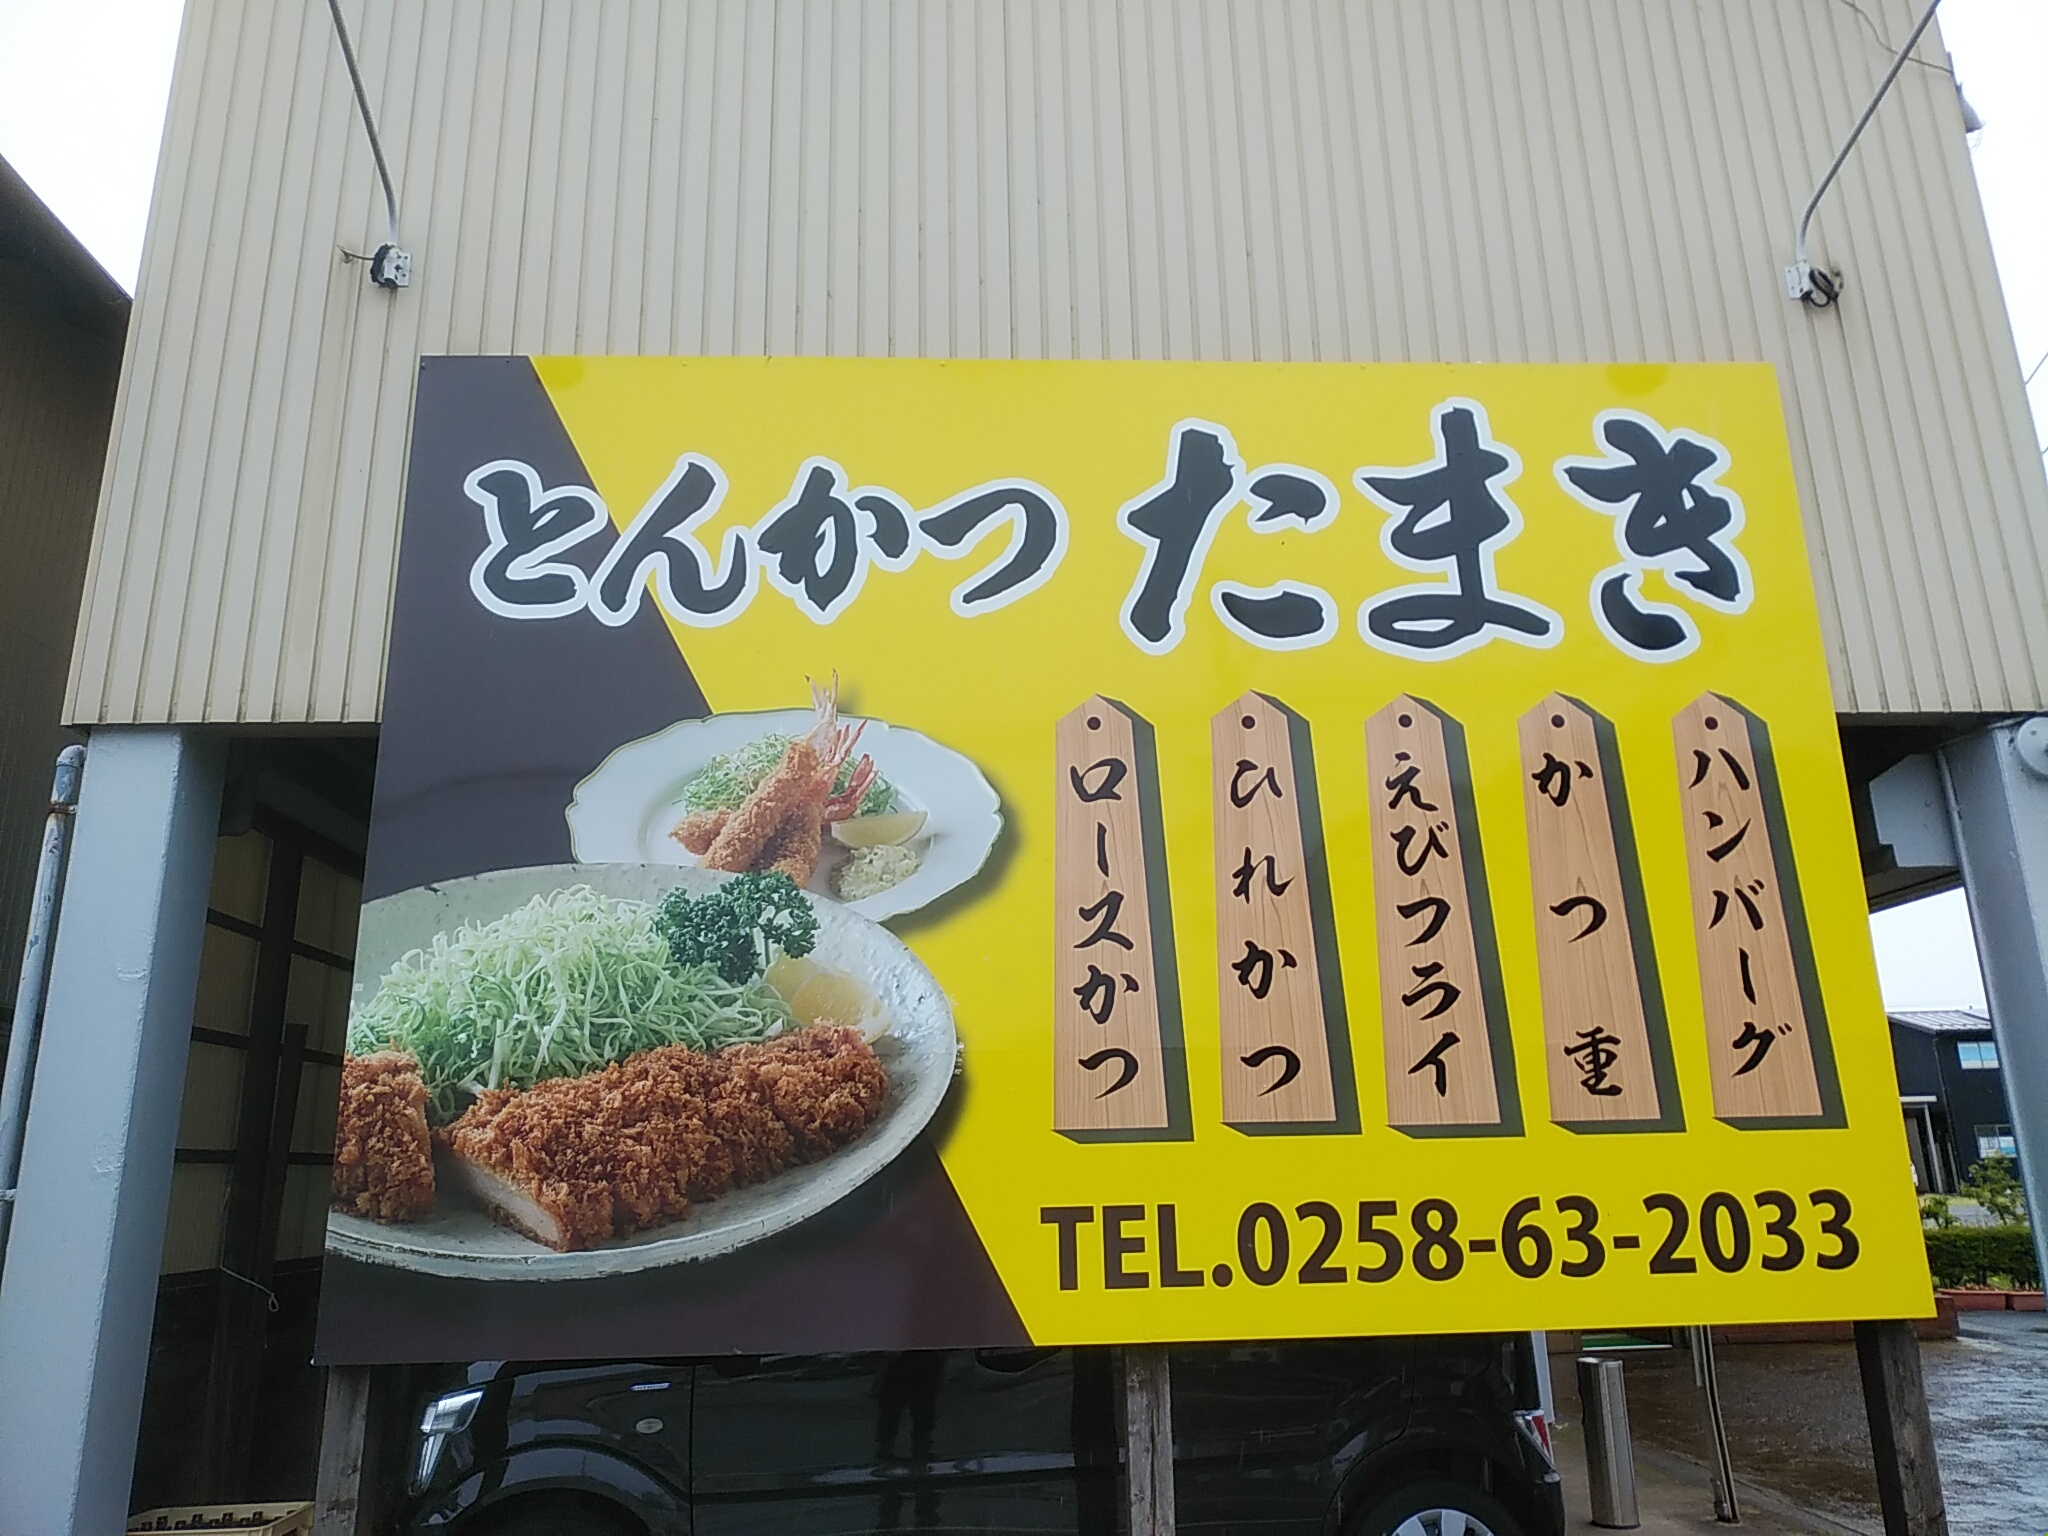 とんかつ たまき
ロースかつ
ひれかつ
えびフライ
かつ重
ハンバーグ
TEL.0258-63-2033